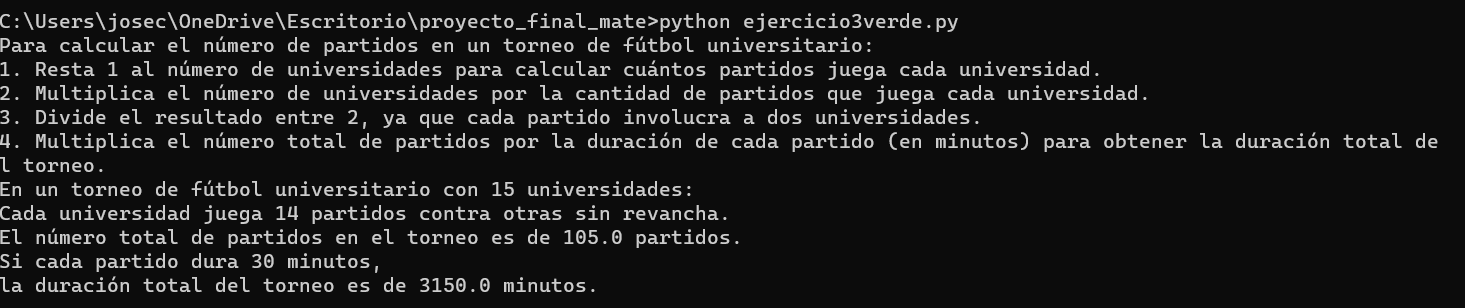 C:\Users\josec\OneDrive\Escritorio\proyecto_final_mate>python ejercicio3verde.py
Para calcular el número de partidos en un torneo de fútbol universitario:
1. Resta 1 al número de universidades para calcular cuántos partidos juega cada universidad.
2. Multiplica el número de universidades por la cantidad de partidos que juega cada universidad.
3. Divide el resultado entre 2, ya que cada partido involucra a dos universidades.
4. Multiplica el número total de partidos por la duración de cada partido (en minutos) para obtener la duración total de
l torneo.
En un torneo de fútbol universitario con 15 universidades:
Cada universidad juega 14 partidos contra otras sin revancha.
El número total de partidos en el torneo es de 105.0 partidos.
Si cada partido dura 30 minutos,
la duración total del torneo es de 3150.0 minutos.